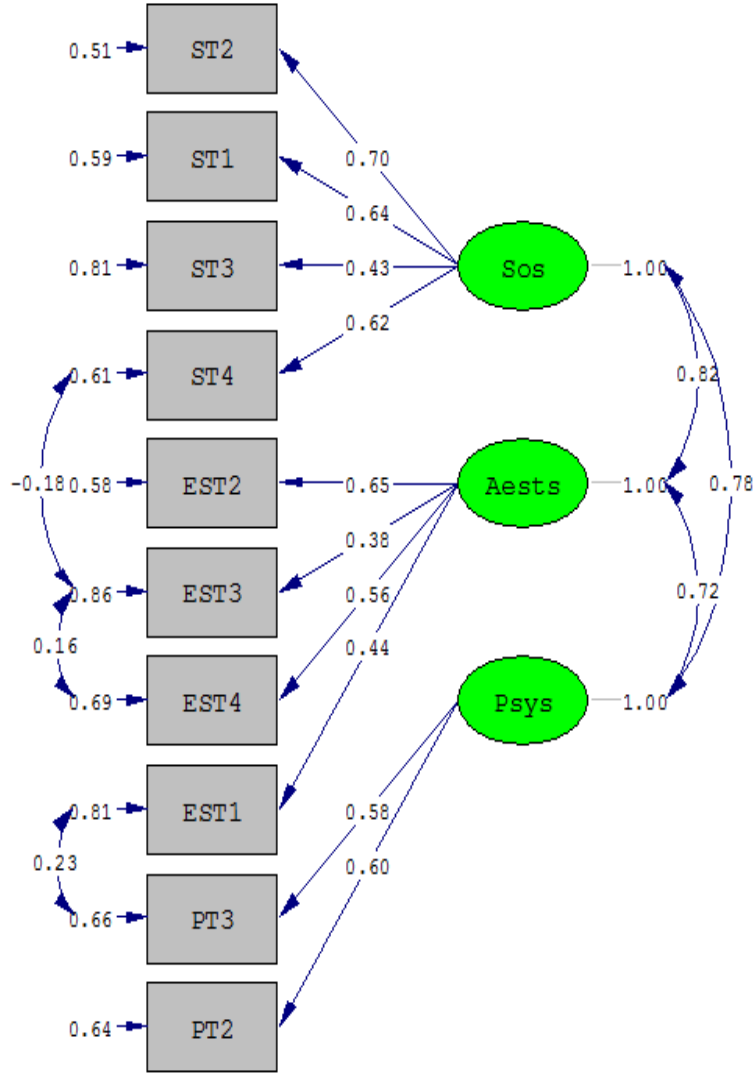 0.51 ST2
0.70
0.59 ST1
0.64
0.81 ST3 0.43 Sos 1.00
0.62
0.61 ST4 0.82
-0.18 0.58 EST2 0.65 Aests 1.00 0.78
0.38
0.86 EST3 0.56 0.72
0.16 0.44
0.69 EST4 Psys 1.00
0.81 EST1 0.58
0.23 0.60
0.66 PT3
0.64 PT2